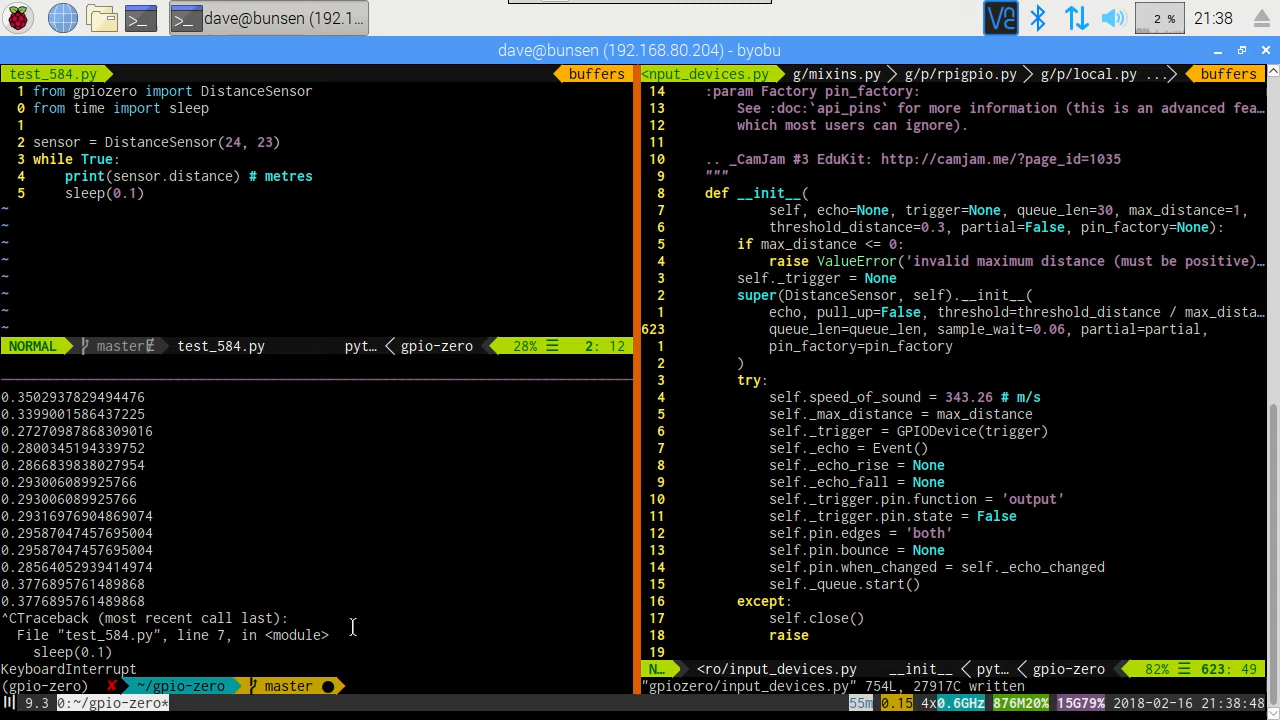 dave@bunsen (192.1...
2 %
21:38
dave@bunsen (192.168.80.204) - byobu
test_584.py
buffers
1 from gpiozero import DistanceSensor
0 from time import sleep
1
2 sensor = DistanceSensor(24, 23)
3 while True:
4     print(sensor.distance) # metres
5     sleep(0.1)
~
~
~
~
~
~
~
~
NORMAL
master
test_584.py
pyt… < gpio-zero
28% ☰ 2: 12
0.3502937829494476
0.3399001586437225
0.27270987868309016
0.2800345194339752
0.2866839838027954
0.293006089925766
0.293006089925766
0.29316976904869074
0.29587047457695004
0.29587047457695004
0.28564052939414974
0.3776895761489868
0.3776895761489868
^CTraceback (most recent call last):
  File "test_584.py", line 7, in <module>
    sleep(0.1)
KeyboardInterrupt
(gpio-zero) ✘ ~/gpio-zero master ●
<nput_devices.py > g/mixins.py > g/p/rpigpio.py > g/p/local.py ...>
buffers
14 :param Factory pin_factory:
13     See :doc:`api_pins` for more information (this is an advanced fea…
12     which most users can ignore).
11
10 .. _CamJam #3 EduKit: http://camjam.me/?page_id=1035
9 """
8 def __init__(
7         self, echo=None, trigger=None, queue_len=30, max_distance=1,
6         threshold_distance=0.3, partial=False, pin_factory=None):
5     if max_distance <= 0:
4         raise ValueError('invalid maximum distance (must be positive)…
3     self._trigger = None
2     super(DistanceSensor, self).__init__(
1         echo, pull_up=False, threshold=threshold_distance / max_dista…
623         queue_len=queue_len, sample_wait=0.06, partial=partial,
1         pin_factory=pin_factory
2     )
3     try:
4         self.speed_of_sound = 343.26 # m/s
5         self._max_distance = max_distance
6         self._trigger = GPIODevice(trigger)
7         self._echo = Event()
8         self._echo_rise = None
9         self._echo_fall = None
10         self._trigger.pin.function = 'output'
11         self._trigger.pin.state = False
12         self.pin.edges = 'both'
13         self.pin.bounce = None
14         self.pin.when_changed = self._echo_changed
15         self._queue.start()
16     except:
17         self.close()
18         raise
19
N… <ro/input_devices.py __init__ < pyt… < gpio-zero 82% ☰ 623: 49
"gpiozero/input_devices.py" 754L, 27917C written
9.3 0:~/gpio-zero*
55m 0.15 4x0.6GHz 876M20% 15G79% 2018-02-16 21:38:48